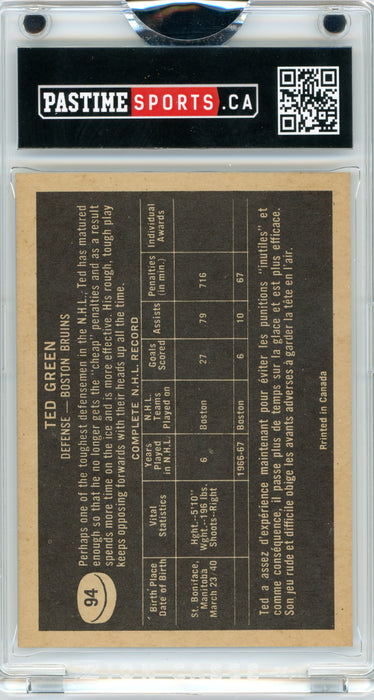 PASTIMESPORTS.CA
94
TED GREEN
DEFENSE — BOSTON BRUINS
Perhaps one of the toughest defensemen in the N.H.L., Ted has matured
enough so that he no longer gets the "cheap" penalties and as a result
spends more time on the ice and is more effective. His rough, tough play
keeps opposing forwards with their heads up all the time.
COMPLETE N.H.L. RECORD
Birth Place
Date of Birth
Vital
Statistics
Years
Played
in N.H.L.
N.H.L.
Teams
Played on
Goals
Scored
Assists
Penalties
(in min.)
Individual
Awards
St. Boniface,
Manitoba
March 23 '40
Hght.-5'10"
Wght.-196 lbs.
Shoots-Right
6 Boston 27 79 716
1966-67 Boston 6 10 67
Ted a assez d'expérience maintenant pour éviter les punitions "inutiles" et
comme conséquence, il passe plus de temps sur la glace et est plus efficace.
Son jeu rude et difficile oblige les avants adverses à garder la tête en l'air.
Printed in Canada